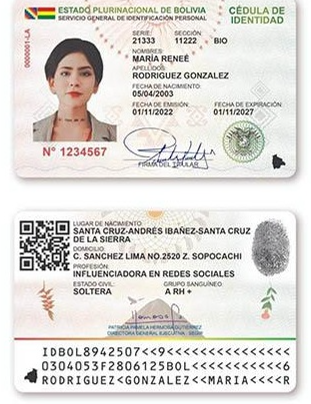 ESTADO PLURINACIONAL DE BOLIVIA
SERVICIO GENERAL DE IDENTIFICACIÓN PERSONAL
CÉDULA DE
IDENTIDAD
0000001-LA
SERIE: SECCIÓN
21333 11222 BIO
NOMBRES:
MARÍA RENEÉ
APELLIDOS:
RODRIGUEZ GONZALEZ
FECHA DE NACIMIENTO:
05/04/2003
FECHA DE EMISIÓN: FECHA DE EXPIRACIÓN
01/11/2022 01/11/2027
N° 1234567
FIRMA DEL TITULAR
LUGAR DE NACIMIENTO
SANTA CRUZ-ANDRÉS IBAÑEZ-SANTA CRUZ
DE LA SIERRA
DOMICILIO:
C. SANCHEZ LIMA NO.2520 Z. SOPOCACHI
PROFESIÓN:
INFLUENCIADORA EN REDES SOCIALES
ESTADO CIVIL: GRUPO SANGUÍNEO
SOLTERA A RH +
PATRICIA PAMELA HERMOSA GUTIÉRREZ
DIRECTORA GENERAL EJECUTIVA - SEGIP
IDBOL8942507<<9<<<<<<<<<<<<<<<
0304053F2806125BOL<<<<<<<<<<<6
RODRIGUEZ<GONZALEZ<<MARIA<<<<R